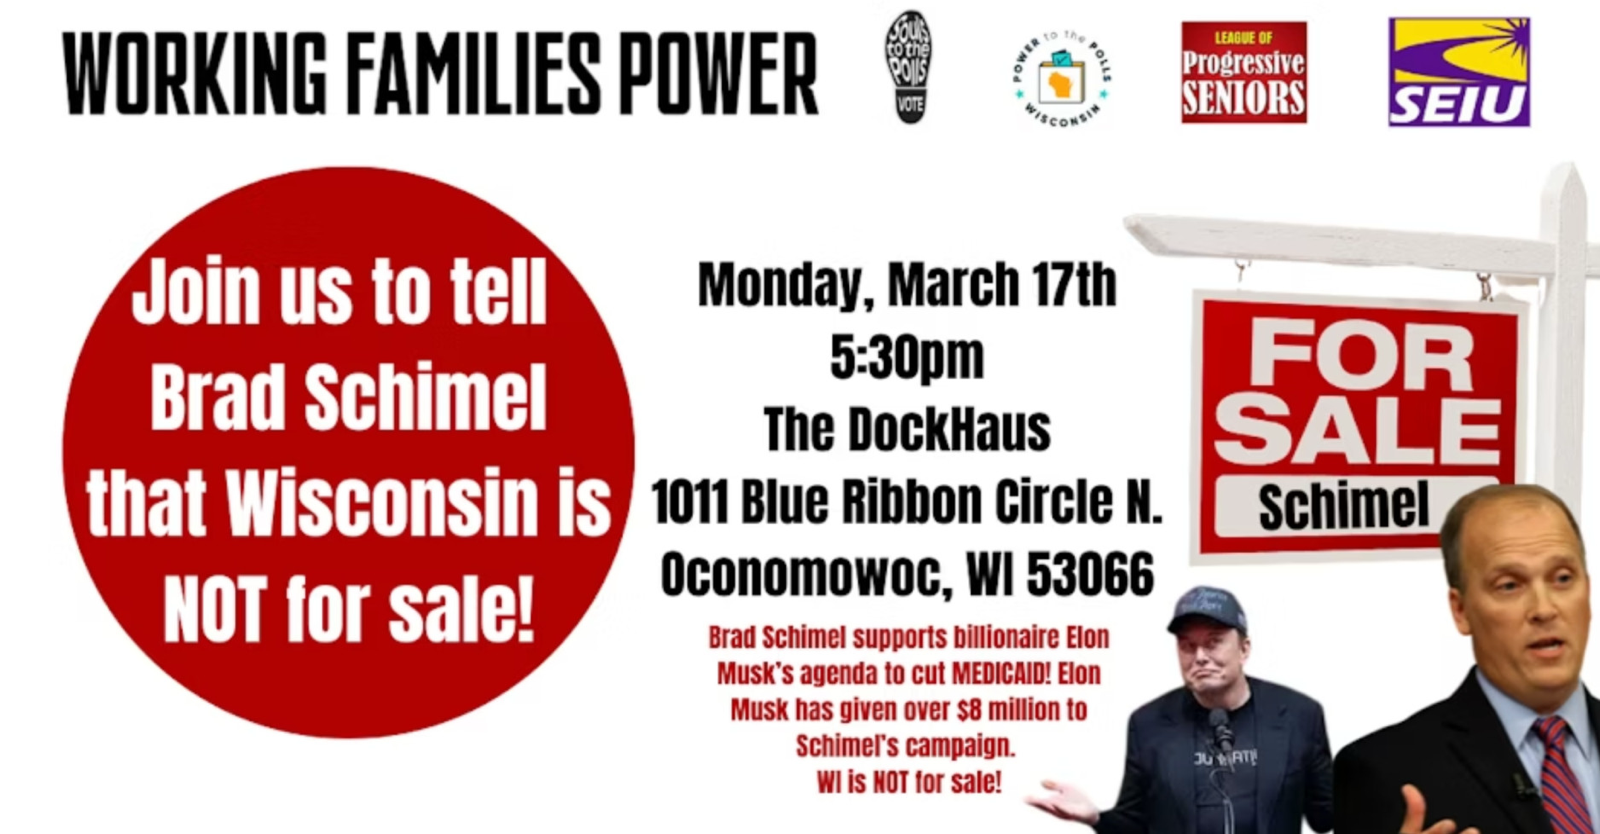 WORKING FAMILIES POWER
Souls
to the
Polls
VOTE
POWER to the POLLS
WISCONSIN
LEAGUE OF
Progressive
SENIORS
SEIU
Join us to tell
Brad Schimel
that Wisconsin is
NOT for sale!
Monday, March 17th
5:30pm
The DockHaus
1011 Blue Ribbon Circle N.
Oconomowoc, WI 53066
Brad Schimel supports billionaire Elon
Musk's agenda to cut MEDICAID! Elon
Musk has given over $8 million to
Schimel's campaign.
WI is NOT for sale!
FOR
SALE
Schimel